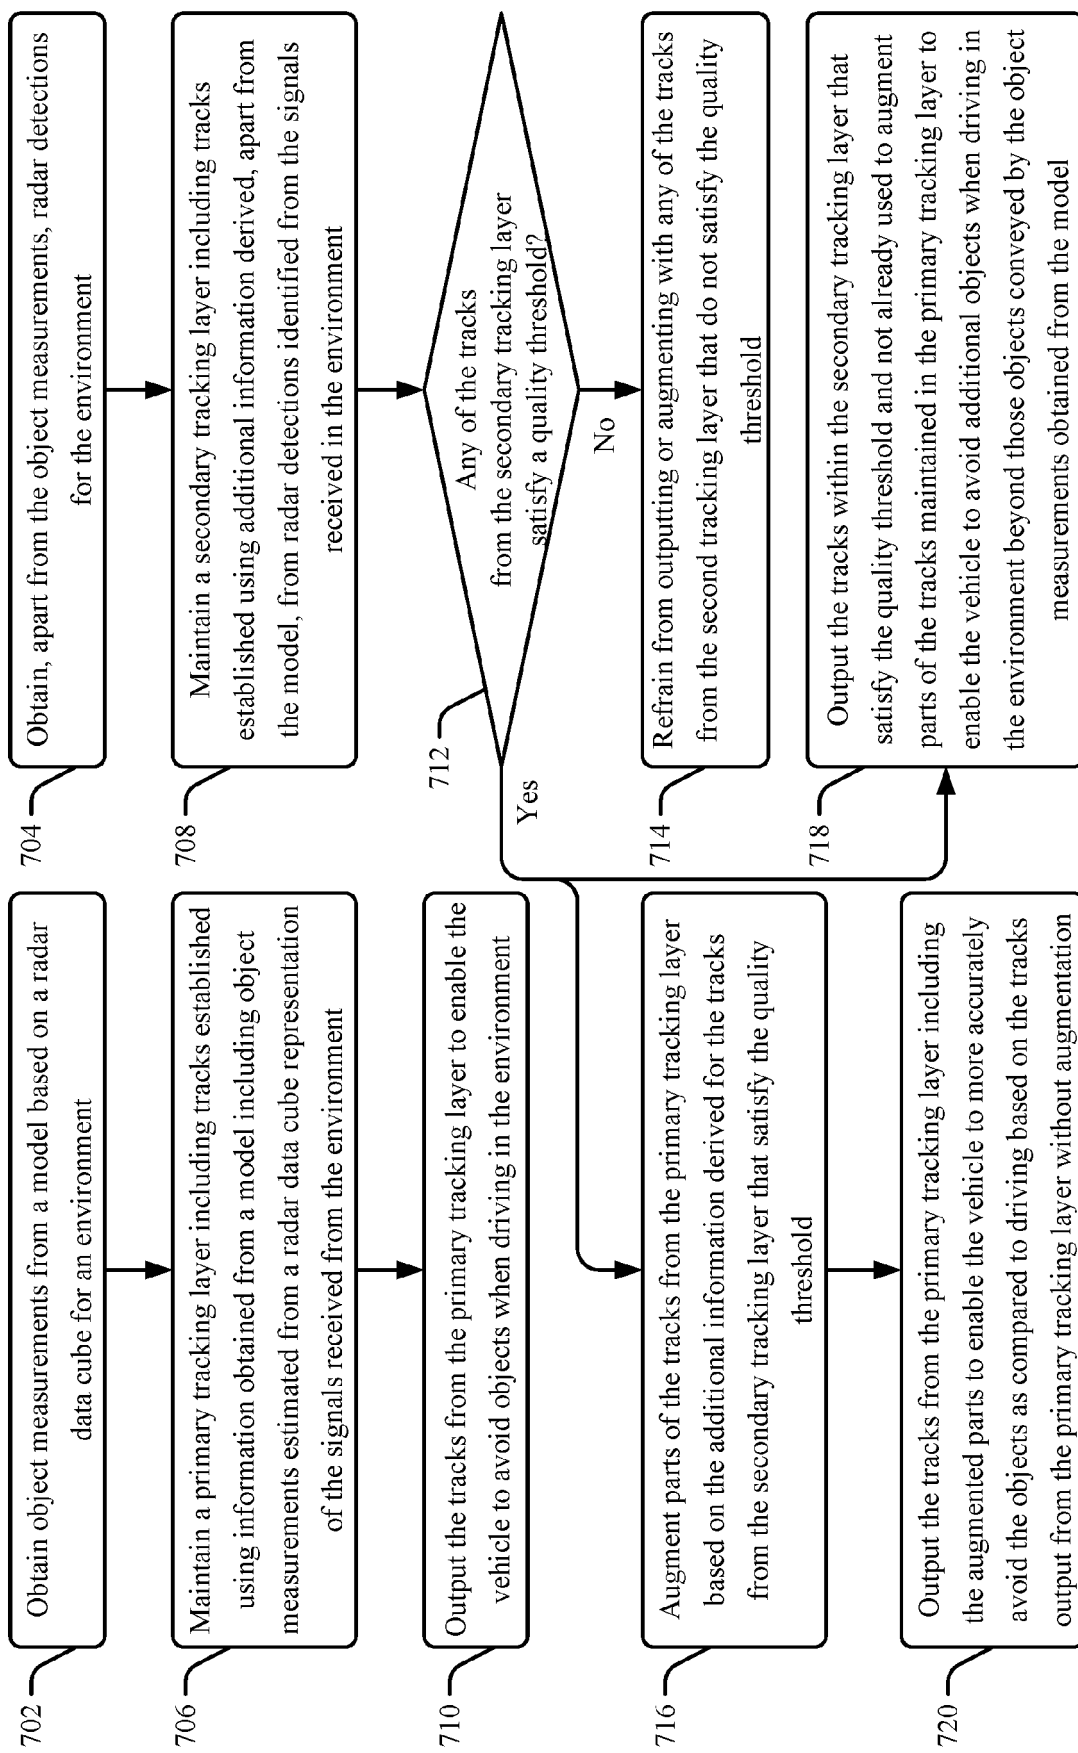 702
Obtain object measurements from a model based on a radar
data cube for an environment
704
Obtain, apart from the object measurements, radar detections
for the environment
706
Maintain a primary tracking layer including tracks established
using information obtained from a model including object
measurements estimated from a radar data cube representation
of the signals received from the environment
708
Maintain a secondary tracking layer including tracks
established using additional information derived, apart from
the model, from radar detections identified from the signals
received in the environment
710
Output the tracks from the primary tracking layer to enable the
vehicle to avoid objects when driving in the environment
712
Any of the tracks
from the secondary tracking layer
satisfy a quality threshold?
Yes
No
714
Refrain from outputting or augmenting with any of the tracks
from the second tracking layer that do not satisfy the quality
threshold
716
Augment parts of the tracks from the primary tracking layer
based on the additional information derived for the tracks
from the secondary tracking layer that satisfy the quality
threshold
718
Output the tracks within the secondary tracking layer that
satisfy the quality threshold and not already used to augment
parts of the tracks maintained in the primary tracking layer to
enable the vehicle to avoid additional objects when driving in
the environment beyond those objects conveyed by the object
measurements obtained from the model
720
Output the tracks from the primary tracking layer including
the augmented parts to enable the vehicle to more accurately
avoid the objects as compared to driving based on the tracks
output from the primary tracking layer without augmentation